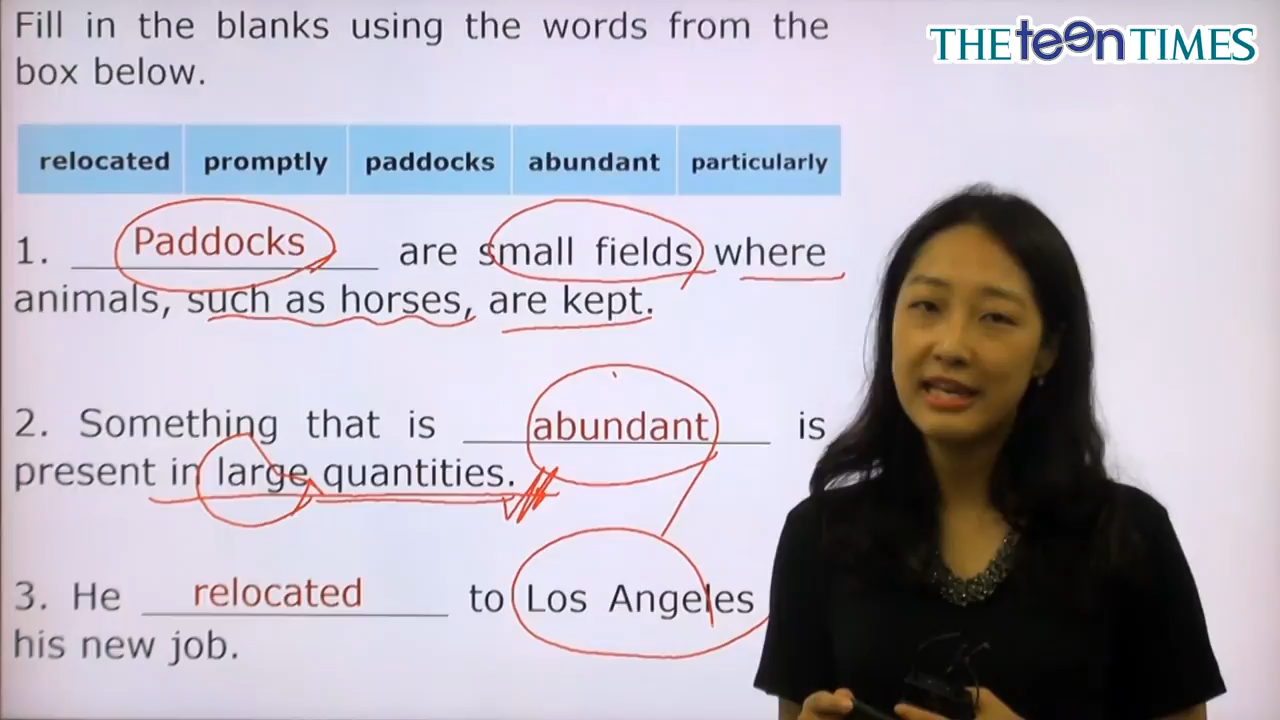 Fill in the blanks using the words from the
THE teen TIMES
box below.
relocated promptly paddocks abundant particularly
1. Paddocks are small fields where
animals, such as horses, are kept.
2. Something that is abundant is
present in large quantities.
3. He relocated to Los Angeles
his new job.